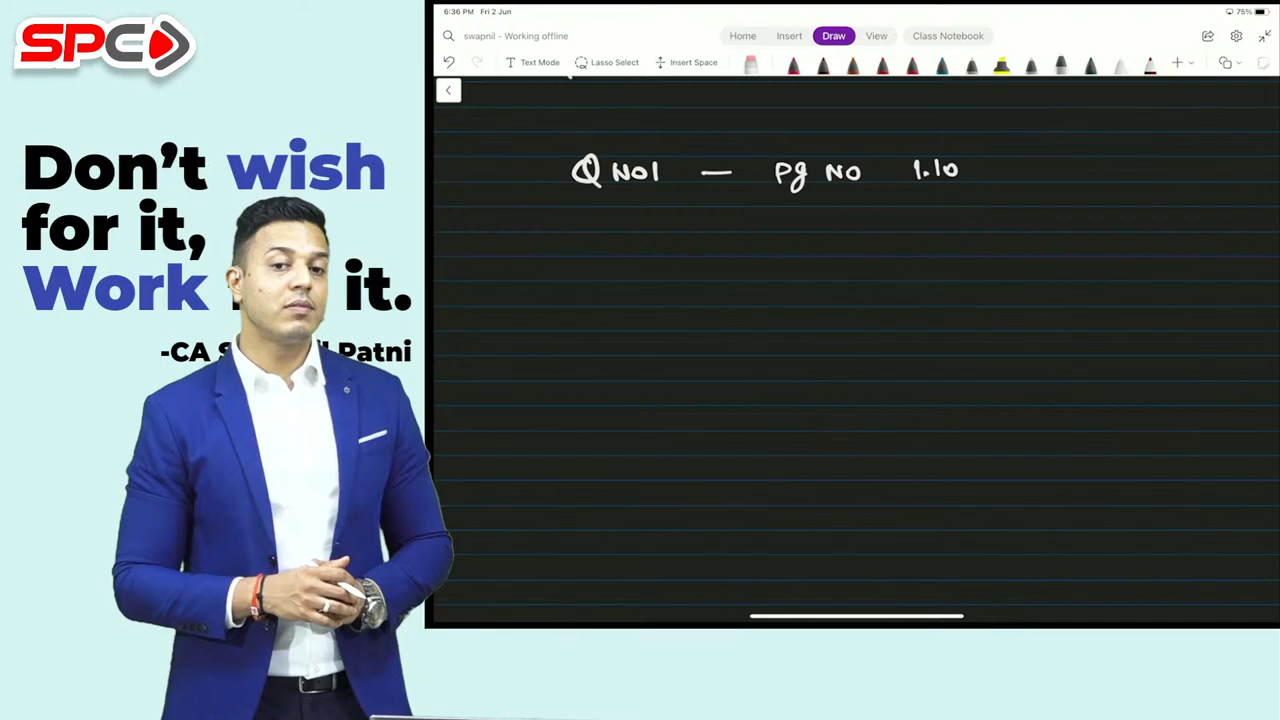 SPC
Don't wish
for it,
Work it.
-CA Patni
6:36 PM Fri 2 Jun
75%
swapnil - Working offline
Home Insert Draw View Class Notebook
Text Mode Lasso Select Insert Space
Q NO1 — Pg NO 1.10